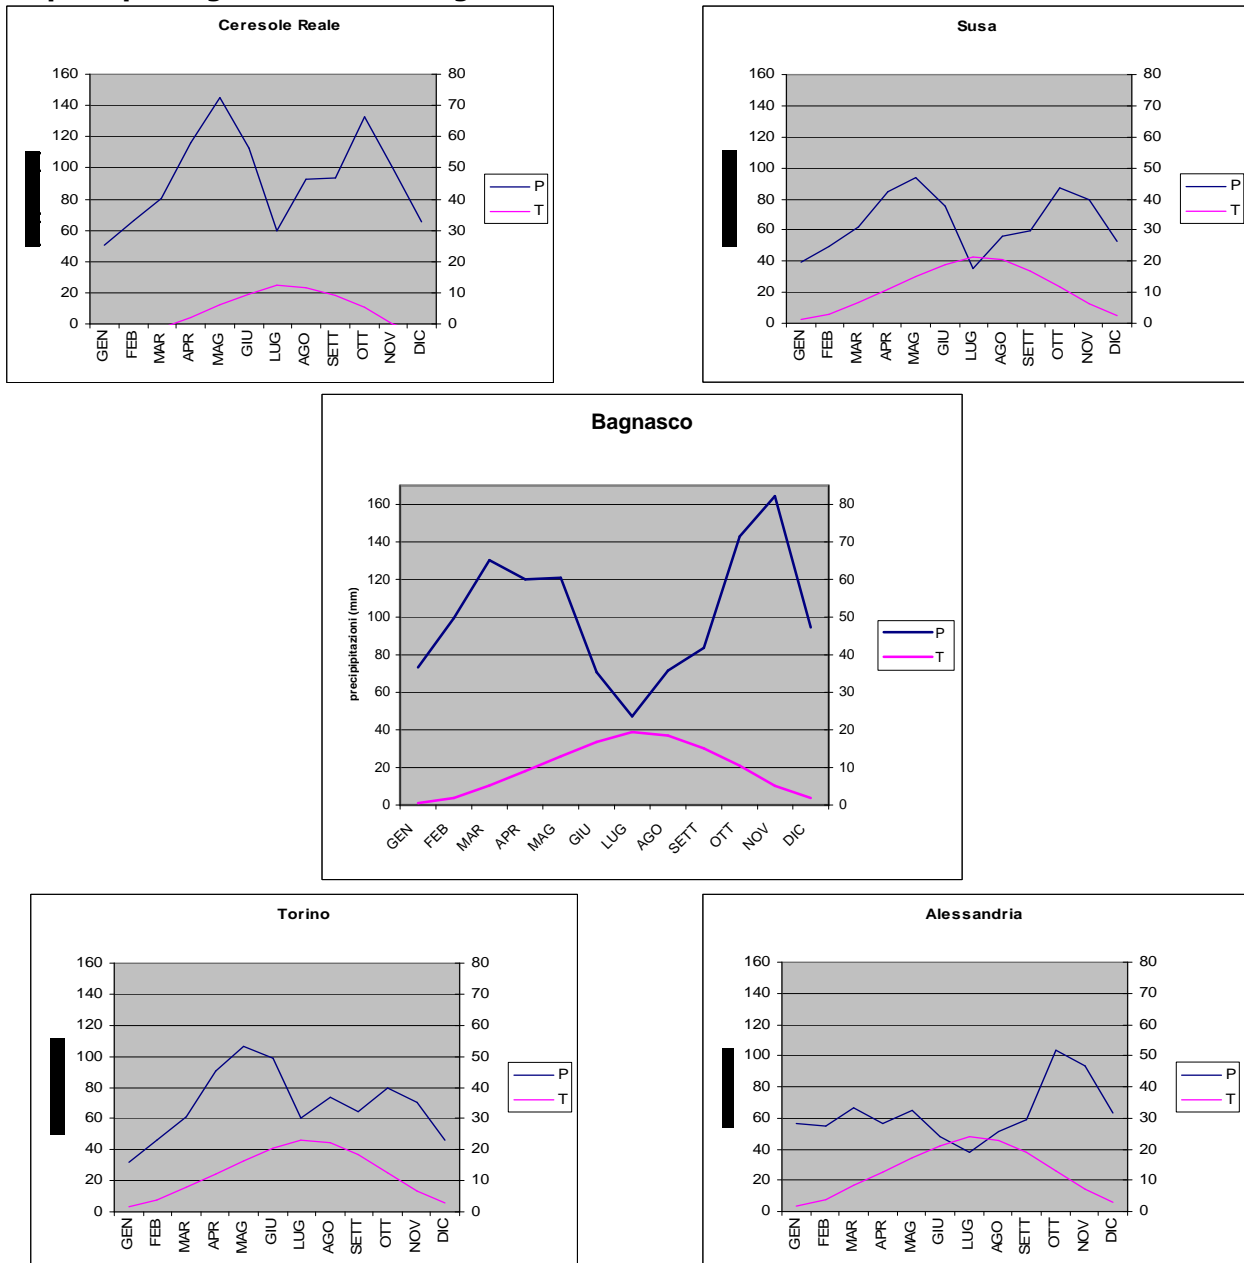 Ceresole Reale
160
140
120
100
80
60
40
20
0
80
70
60
50
40
30
20
10
0
GEN
FEB
MAR
APR
MAG
GIU
LUG
AGO
SETT
OTT
NOV
DIC
P
T
Susa
160
140
120
100
80
60
40
20
0
80
70
60
50
40
30
20
10
0
GEN
FEB
MAR
APR
MAG
GIU
LUG
AGO
SETT
OTT
NOV
DIC
P
T
Bagnasco
precipipitazioni (mm)
160
140
120
100
80
60
40
20
0
80
70
60
50
40
30
20
10
0
GEN
FEB
MAR
APR
MAG
GIU
LUG
AGO
SETT
OTT
NOV
DIC
P
T
Torino
160
140
120
100
80
60
40
20
0
80
70
60
50
40
30
20
10
0
GEN
FEB
MAR
APR
MAG
GIU
LUG
AGO
SETT
OTT
NOV
DIC
P
T
Alessandria
160
140
120
100
80
60
40
20
0
80
70
60
50
40
30
20
10
0
GEN
FEB
MAR
APR
MAG
GIU
LUG
AGO
SETT
OTT
NOV
DIC
P
T